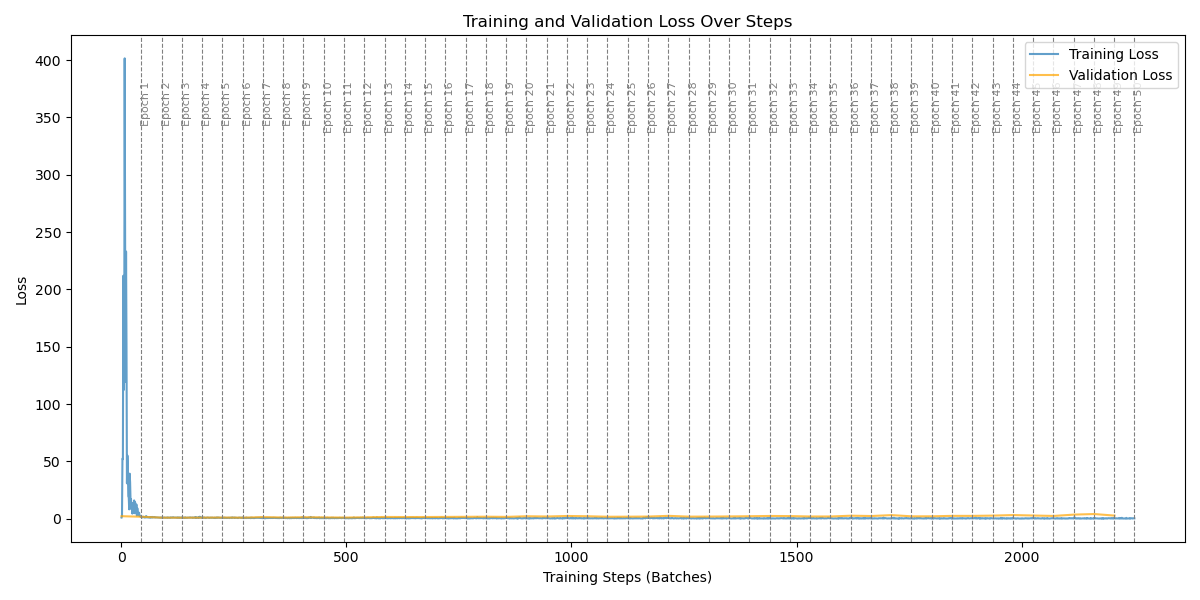 Training and Validation Loss Over Steps
Training Loss
Validation Loss
Loss
400
350
300
250
200
150
100
50
0
Epoch 1
Epoch 2
Epoch 3
Epoch 4
Epoch 5
Epoch 6
Epoch 7
Epoch 8
Epoch 9
Epoch 10
Epoch 11
Epoch 12
Epoch 13
Epoch 14
Epoch 15
Epoch 16
Epoch 17
Epoch 18
Epoch 19
Epoch 20
Epoch 21
Epoch 22
Epoch 23
Epoch 24
Epoch 25
Epoch 26
Epoch 27
Epoch 28
Epoch 29
Epoch 30
Epoch 31
Epoch 32
Epoch 33
Epoch 34
Epoch 35
Epoch 36
Epoch 37
Epoch 38
Epoch 39
Epoch 40
Epoch 41
Epoch 42
Epoch 43
Epoch 44
Epoch
Epoch
Epoch
Epoch
Epoch
Epoch
0
500
1000
1500
2000
Training Steps (Batches)